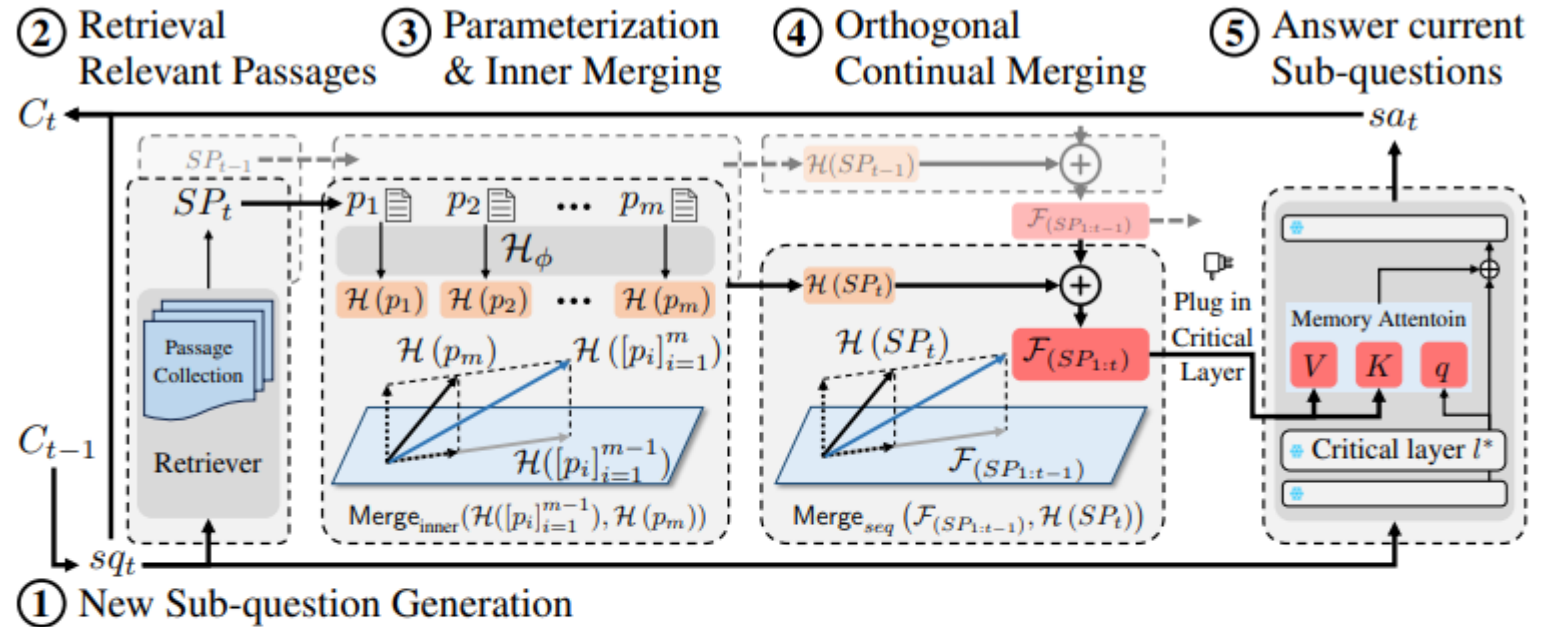 ② Retrieval
Relevant Passages
③ Parameterization
& Inner Merging
④ Orthogonal
Continual Merging
⑤ Answer current
Sub-questions
C_t
sa_t
SP_{t-1}
SP_t
p_1 p_2 ••• p_m
H_ϕ
H(p_1) H(p_2) ••• H(p_m)
H(p_m) H([p_i]_{i=1}^m)
H([p_i]_{i=1}^{m-1})
Merge_inner(H([p_i]_{i=1}^{m-1}), H(p_m))
H(SP_{t-1}) +
F_(SP_{1:t-1})
H(SP_t) +
H(SP_t) F_(SP_{1:t})
F_(SP_{1:t-1})
Merge_seq(F_(SP_{1:t-1}), H(SP_t))
Plug in
Critical
Layer
Memory Attentoin
V K q
Critical layer l*
Passage
Collection
Retriever
C_{t-1}
sq_t
① New Sub-question Generation